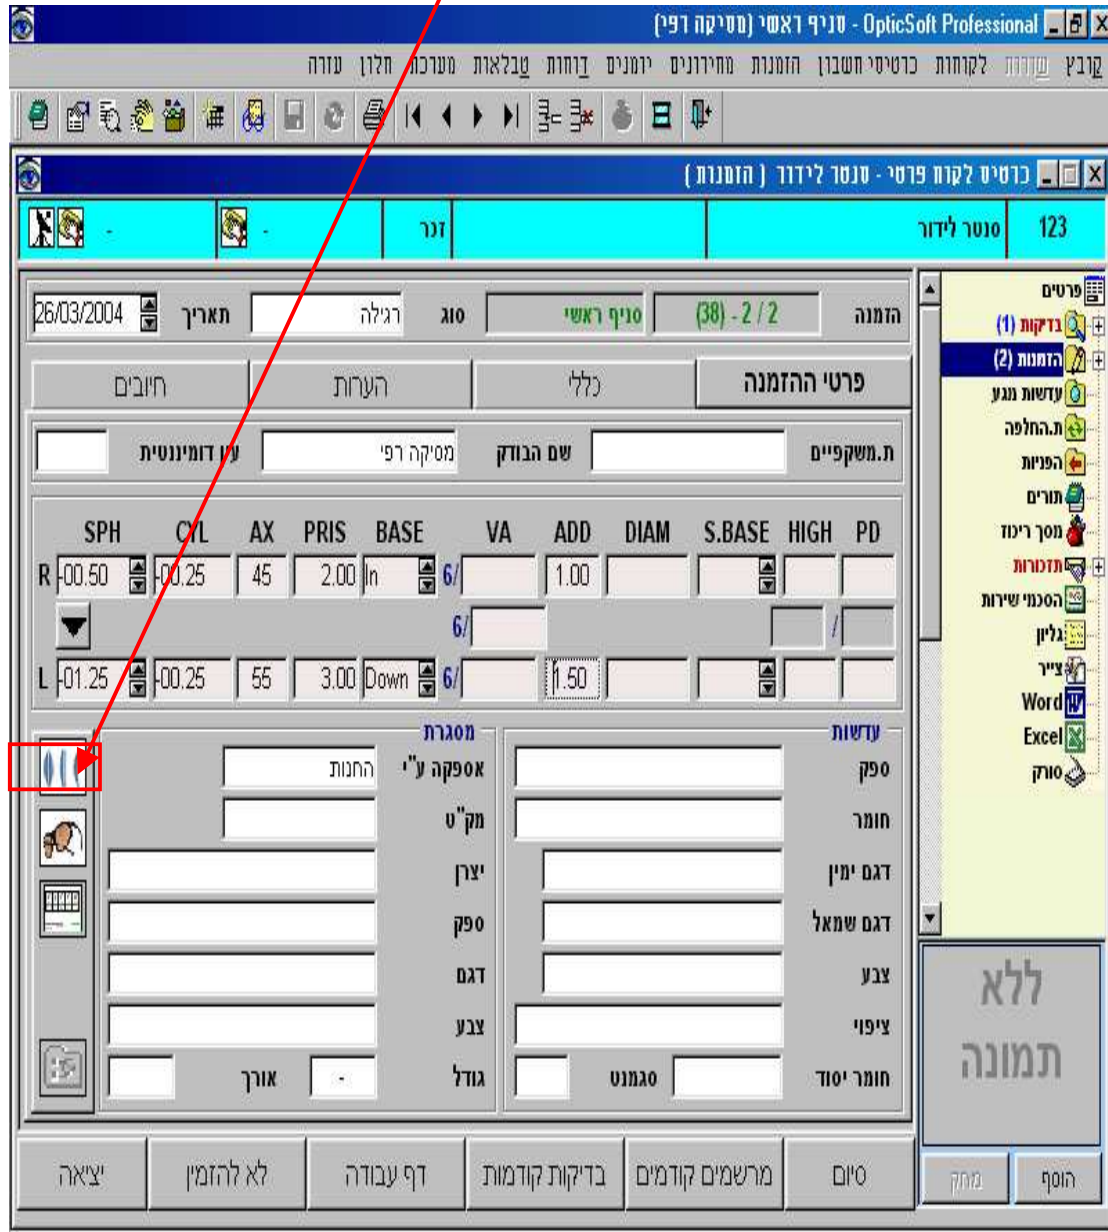 OpticSoft Professional - סניף ראשי (מסיקה רפי)
קובץ שורות לקוחות כרטיסי חשבון הזמנות מחירונים יומנים דוחות טבלאות מערכת חלון עזרה
כרטיס לקוח פרטי - סנטר לידור ( הזמנות )
123 סנטר לידור זכר - -
פרטים
בדיקות (1)
הזמנות (2)
עדשות מגע
ת.החלפה
הפניות
תורים
מסך ריכוז
תזכורות
הסכמי שירות
גליון
צייר
Word
Excel
סורק
ללא
תמונה
הוסף מחק
הזמנה 2 / 2 - (38) סניף ראשי סוג רגילה תאריך 26/03/2004
פרטי ההזמנה כללי הערות חיובים
ת.משקפיים שם הבודק מסיקה רפי עין דומיננטית
SPH CYL AX PRIS BASE VA ADD DIAM S.BASE HIGH PD
R -00.50 -00.25 45 2.00 In 6/ 1.00
6/ /
L -01.25 -00.25 55 3.00 Down 6/ 1.50
עדשות מסגרת
ספק אספקה ע"י החנות
חומר מק"ט
דגם ימין יצרן
דגם שמאל ספק
צבע דגם
ציפוי צבע
חומר יסוד סגמנט גודל - אורך
סיום מרשמים קודמים בדיקות קודמות דף עבודה לא להזמין יציאה